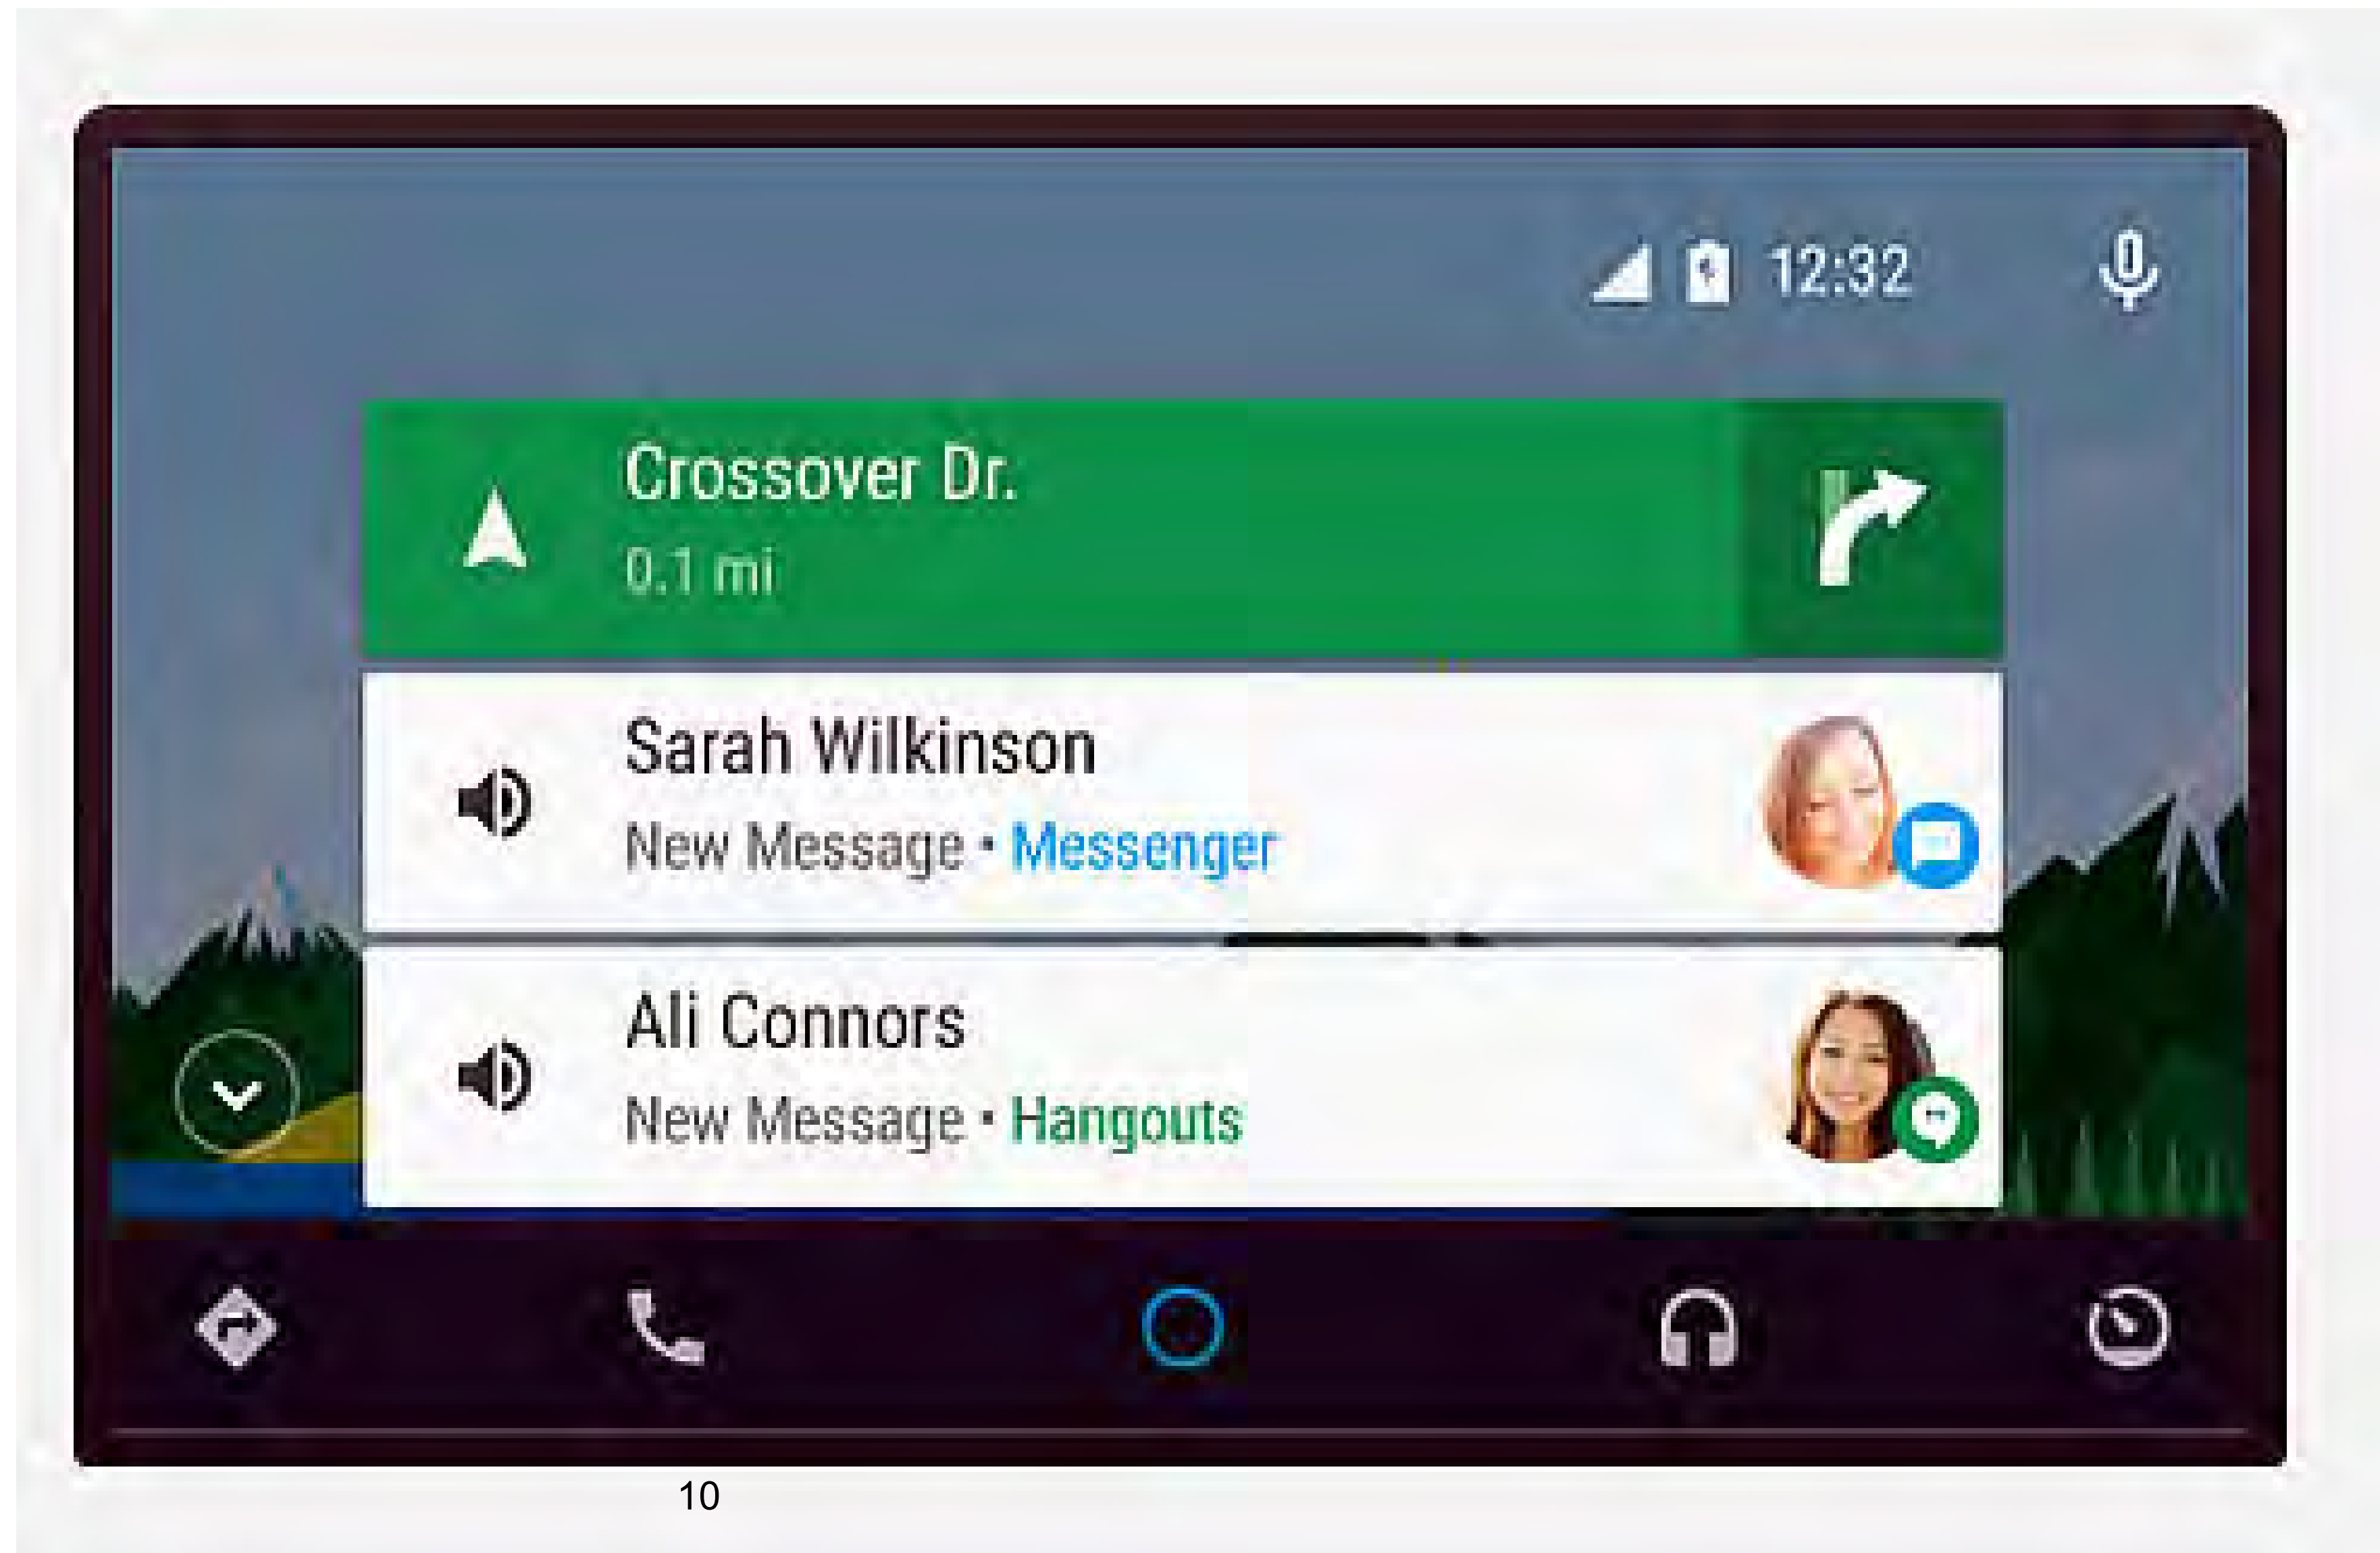 12:32
Crossover Dr.
0.1 mi
Sarah Wilkinson
New Message • Messenger
Ali Connors
New Message • Hangouts
10